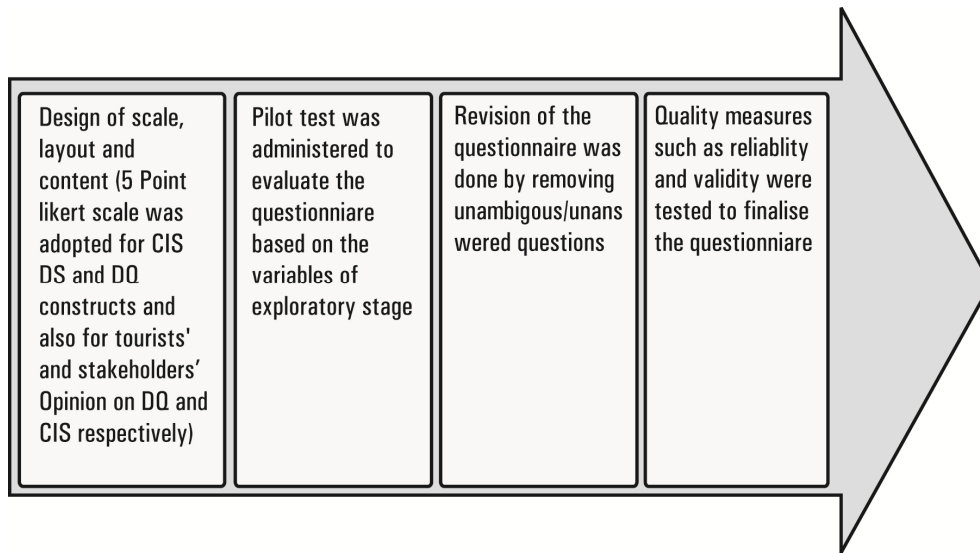 Design of scale,
layout and
content (5 Point
likert scale was
adopted for CIS
DS and DQ
constructs and
also for tourists'
and stakeholders’
Opinion on DQ and
CIS respectively)
Pilot test was
administered to
evaluate the
questionniare
based on the
variables of
exploratory stage
Revision of the
questionnaire was
done by removing
unambigous/unans
wered questions
Quality measures
such as reliablity
and validity were
tested to finalise
the questionniare